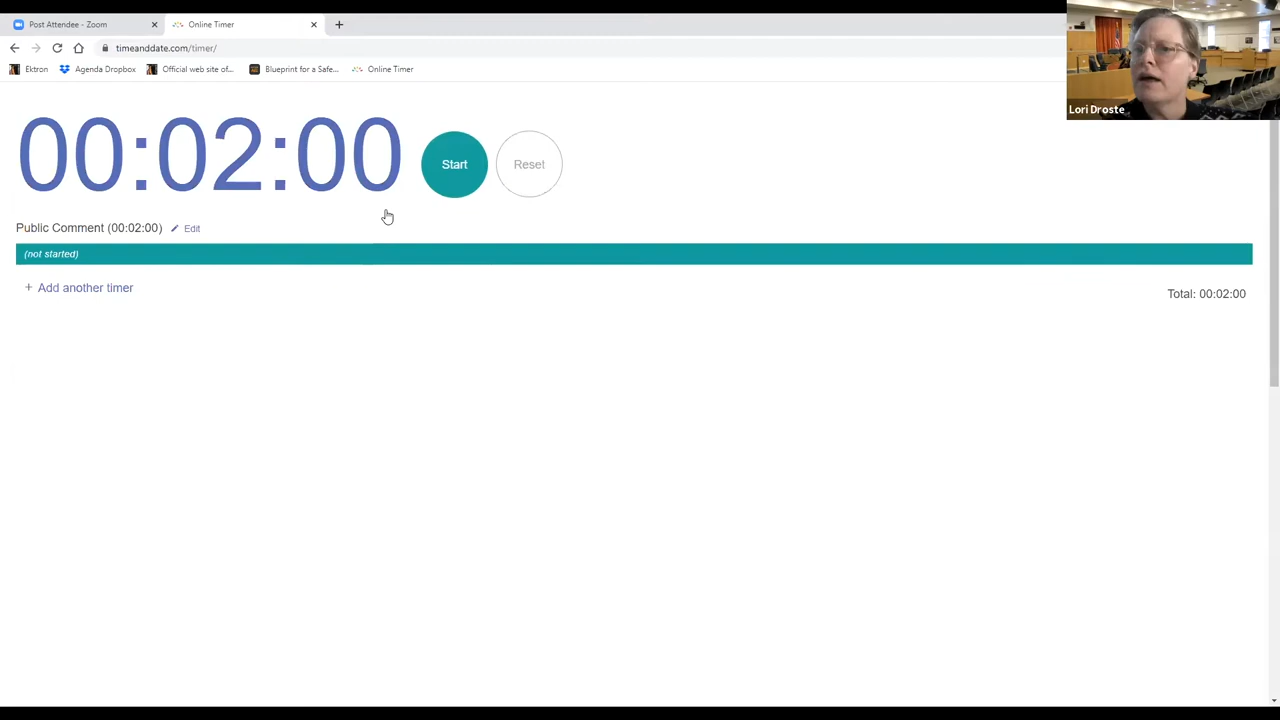 Post Attendee - Zoom
Online Timer
timeanddate.com/timer/
Ektron
Agenda Dropbox
Official web site of...
Blueprint for a Safe...
Online Timer
Lori Droste
00:02:00
Start
Reset
Public Comment (00:02:00)
Edit
(not started)
+ Add another timer
Total: 00:02:00